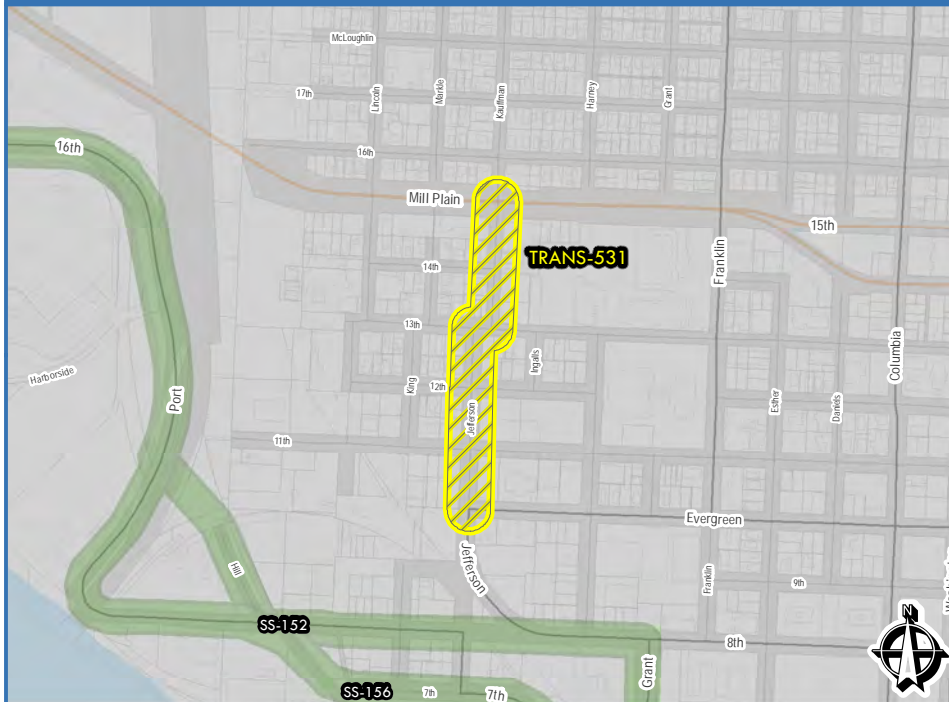 McLoughlin
17th
Lincoln
Markle
Kauffman
Harney
Grant
16th
16th
Mill Plain
15th
TRANS-531
14th
Franklin
13th
Columbia
Ingalls
Harborside
Port
King
12th
Jefferson
Esther
Daniels
11th
Evergreen
Jefferson
Hill
Franklin
9th
N
SS-152
8th
Grant
SS-156
7th
7th